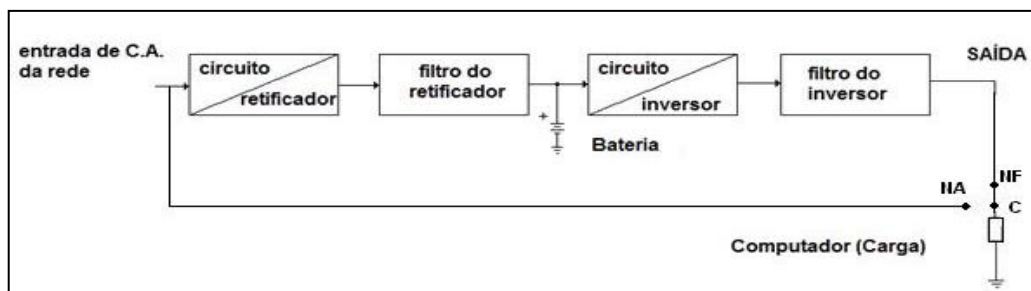 entrada de C.A.
da rede
circuito
retificador
filtro do
retificador
circuito
inversor
filtro do
inversor
SAÍDA
+
Bateria
NA
NF
C
Computador (Carga)